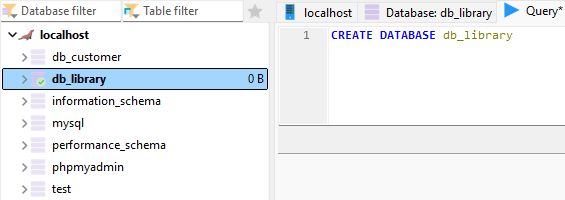 Database filter Table filter
localhost
db_customer
db_library 0 B
information_schema
mysql
performance_schema
phpmyadmin
test
localhost Database: db_library Query*
1 CREATE DATABASE db_library